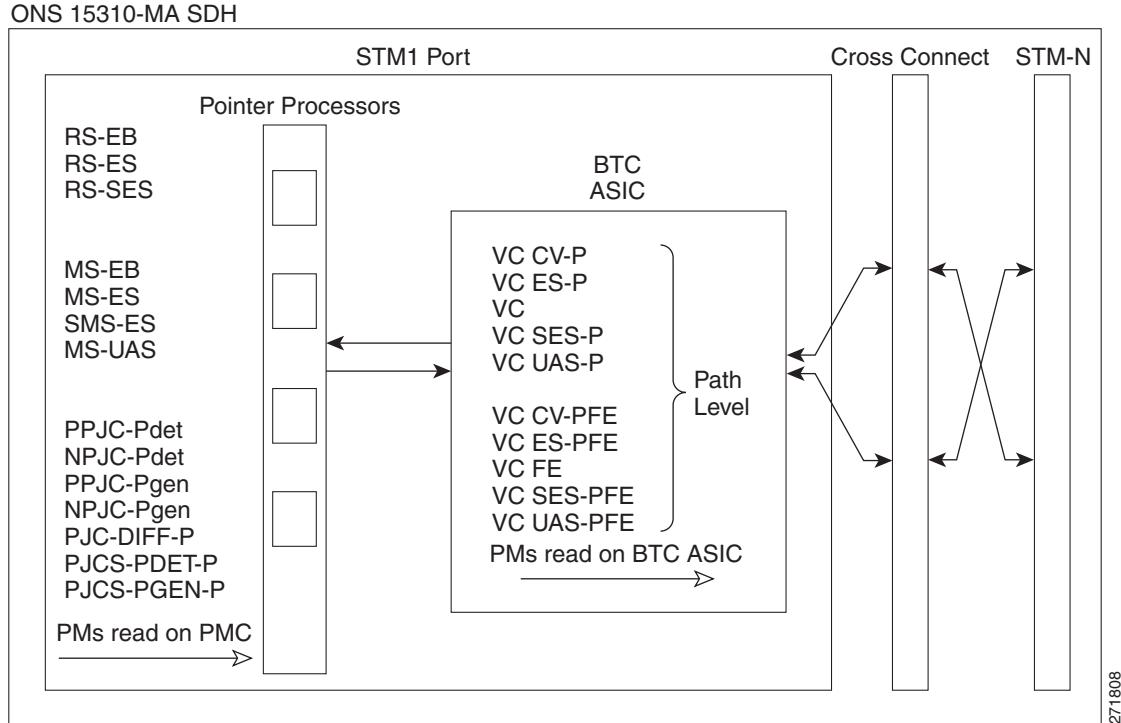 ONS 15310-MA SDH
STM1 Port
Cross Connect
STM-N
Pointer Processors
RS-EB
RS-ES
RS-SES
MS-EB
MS-ES
SMS-ES
MS-UAS
PPJC-Pdet
NPJC-Pdet
PPJC-Pgen
NPJC-Pgen
PJC-DIFF-P
PJCS-PDET-P
PJCS-PGEN-P
PMs read on PMC
BTC
ASIC
VC CV-P
VC ES-P
VC
VC SES-P
VC UAS-P
VC CV-PFE
VC ES-PFE
VC FE
VC SES-PFE
VC UAS-PFE
Path
Level
PMs read on BTC ASIC
271808